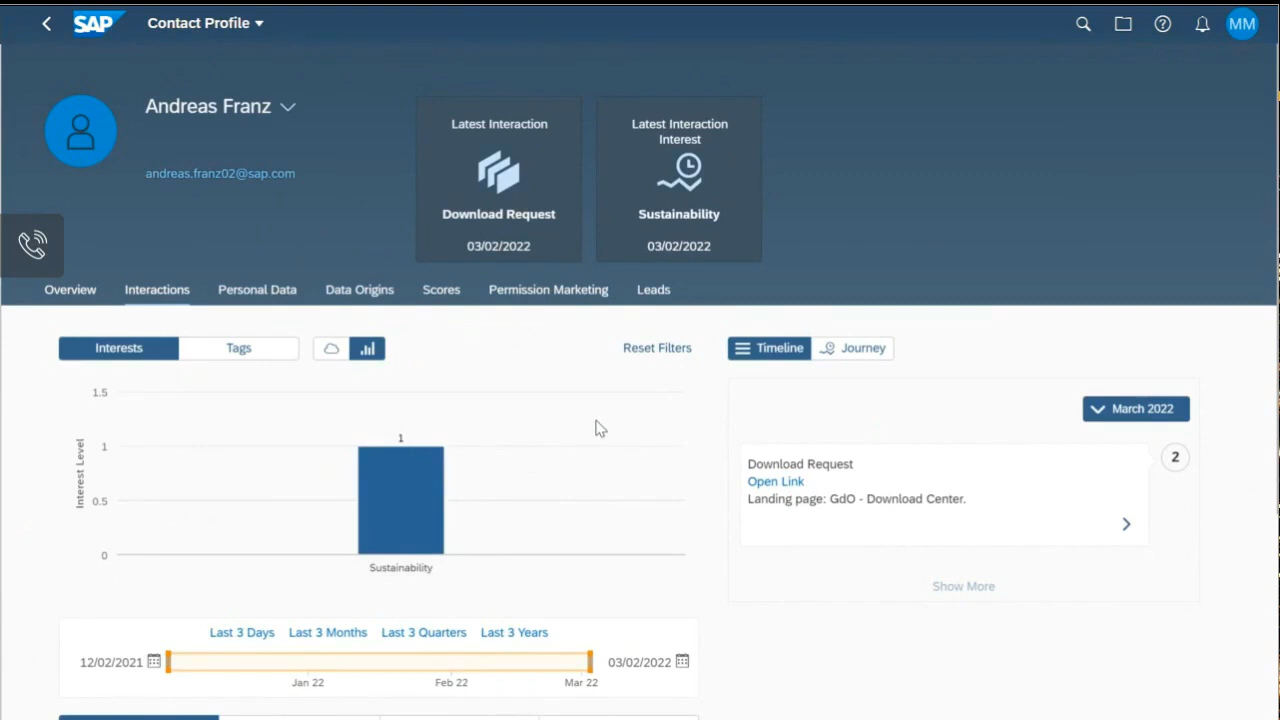 SAP
Contact Profile
MM
Andreas Franz
andreas.franz02@sap.com
Latest Interaction
Download Request
03/02/2022
Latest Interaction
Interest
Sustainability
03/02/2022
Overview
Interactions
Personal Data
Data Origins
Scores
Permission Marketing
Leads
Interests
Tags
Reset Filters
Timeline
Journey
1.5
1
0.5
0
Interest Level
1
Sustainability
March 2022
2
Download Request
Open Link
Landing page: GdO - Download Center.
Show More
Last 3 Days
Last 3 Months
Last 3 Quarters
Last 3 Years
12/02/2021
03/02/2022
Jan 22
Feb 22
Mar 22